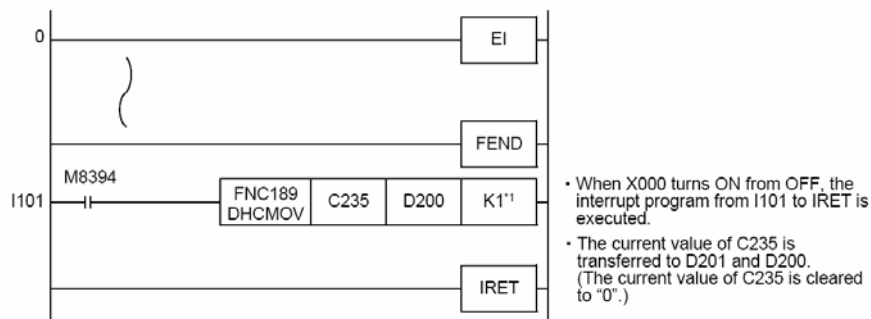 0
EI
FEND
M8394
I101
FNC189
DHCMOV
C235
D200
K1*1
• When X000 turns ON from OFF, the
interrupt program from I101 to IRET is
executed.
• The current value of C235 is
transferred to D201 and D200.
(The current value of C235 is cleared
to “0”.)
IRET